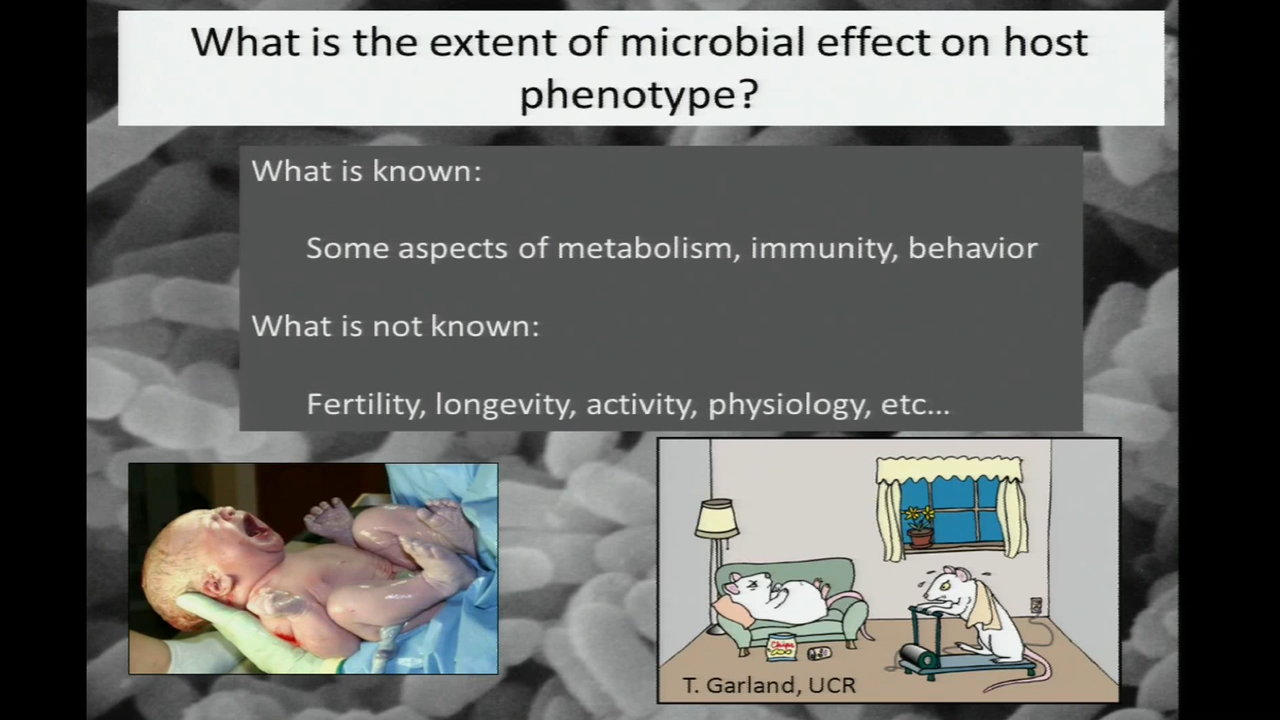 What is the extent of microbial effect on host
phenotype?
What is known:
Some aspects of metabolism, immunity, behavior
What is not known:
Fertility, longevity, activity, physiology, etc...
Chips
T. Garland, UCR